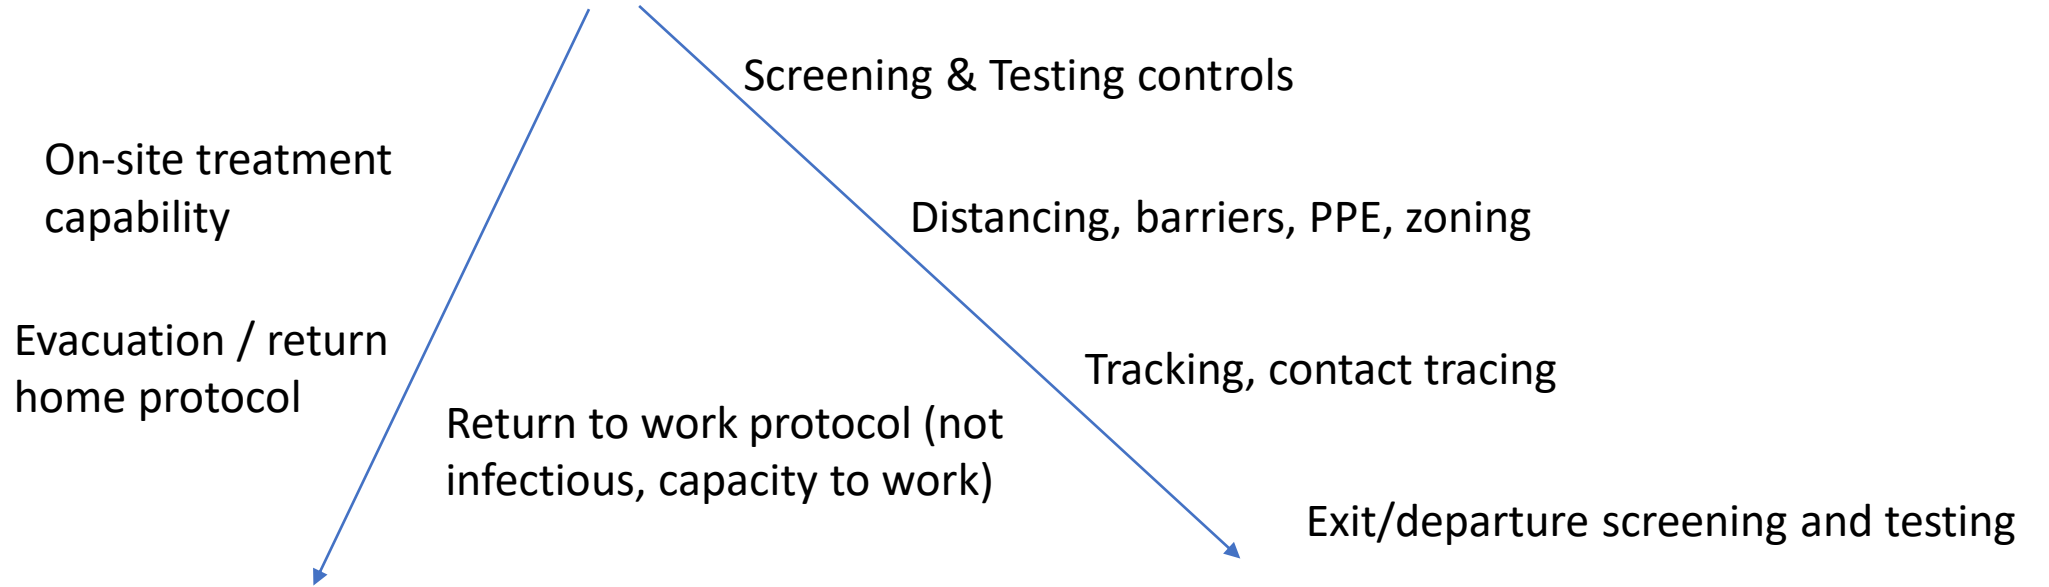 Screening & Testing controls
On-site treatment
capability
Distancing, barriers, PPE, zoning
Evacuation / return
home protocol
Tracking, contact tracing
Return to work protocol (not
infectious, capacity to work)
Exit/departure screening and testing